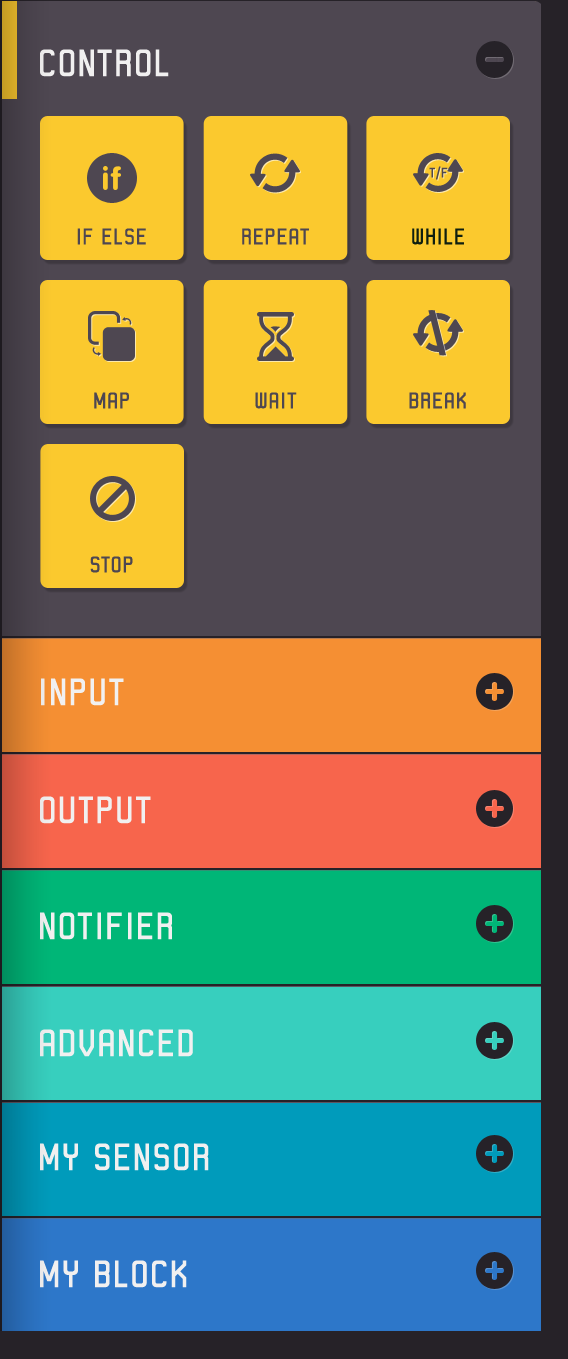 CONTROL
if
IF ELSE
REPEAT
T/F
WHILE
MAP
WAIT
BREAK
STOP
INPUT
OUTPUT
NOTIFIER
ADVANCED
MY SENSOR
MY BLOCK